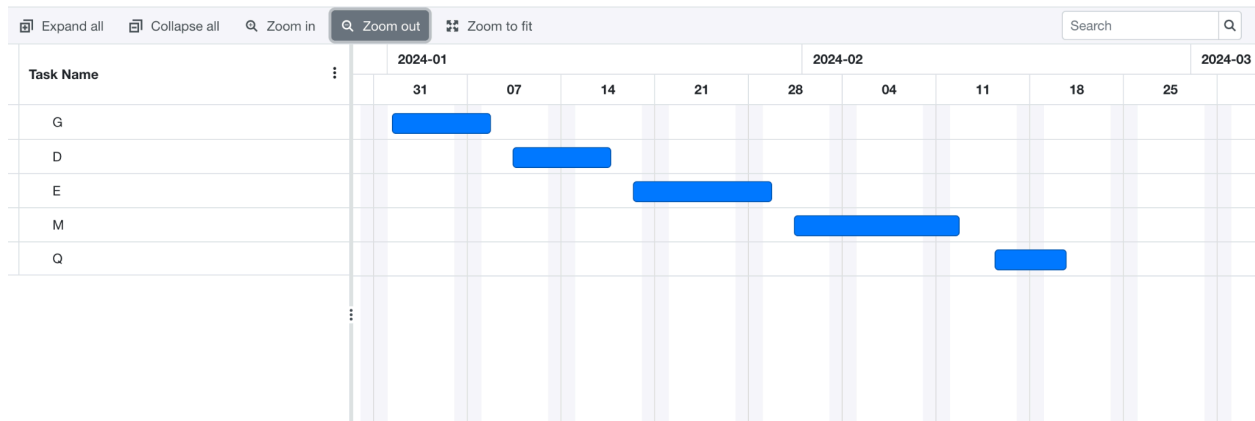 Expand all Collapse all Zoom in Zoom out Zoom to fit Search
Task Name
2024-01 2024-02 2024-03
31 07 14 21 28 04 11 18 25
G
D
E
M
Q